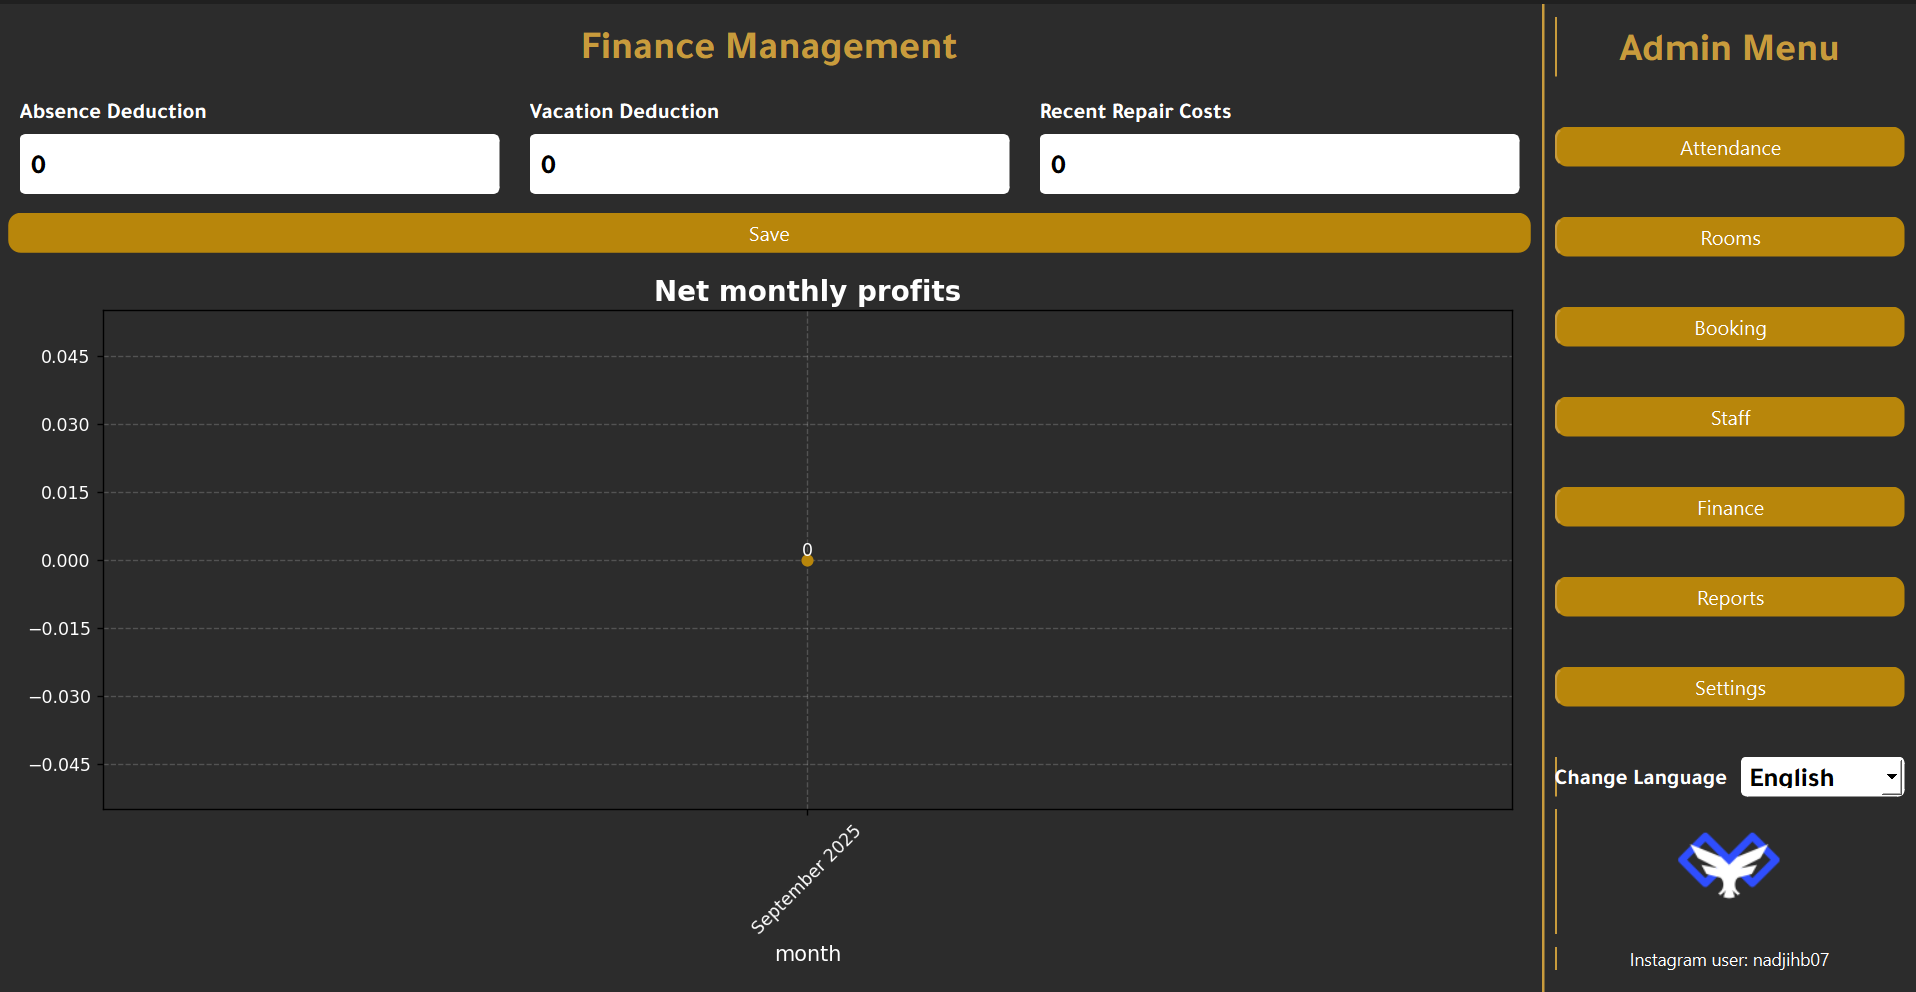 Finance Management
Absence Deduction
Vacation Deduction
Recent Repair Costs
0
0
0
Save
Net monthly profits
0.045
0.030
0.015
0.000
−0.015
−0.030
−0.045
0
September 2025
month
Admin Menu
Attendance
Rooms
Booking
Staff
Finance
Reports
Settings
Change Language
English
Instagram user: nadjihb07